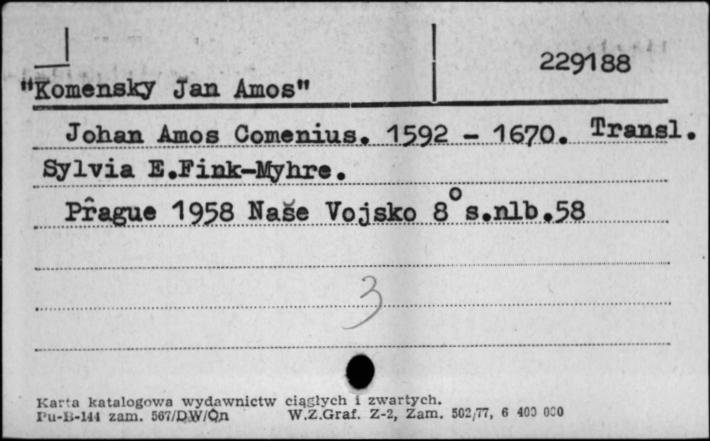 229188
"Komensky Jan Amos"
Johan Amos Comenius. 1592 - 1670. Transl.
Sylvia E.Fink-Myhre.
Prague 1958 Naše Vojsko 8° s.nlb.58
3
Karta katalogowa wydawnictw ciągłych i zwartych.
Pu-B-144 zam. 567/DW/Qn W.Z.Graf. Z-2, Zam. 502/77, 6 400 000